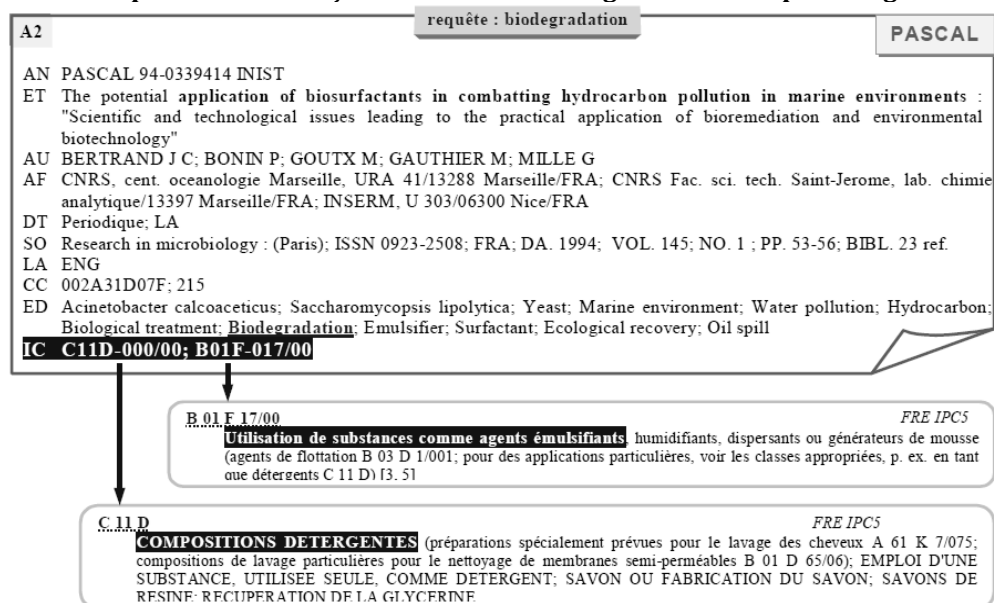 requête : biodegradation
A2
PASCAL
AN PASCAL 94-0339414 INIST
ET The potential application of biosurfactants in combatting hydrocarbon pollution in marine environments :
"Scientific and technological issues leading to the practical application of bioremediation and environmental
biotechnology"
AU BERTRAND J C; BONIN P; GOUTX M; GAUTHIER M; MILLE G
AF CNRS, cent. oceanologie Marseille, URA 41/13288 Marseille/FRA; CNRS Fac. sci. tech. Saint-Jerome, lab. chimie
analytique/13397 Marseille/FRA; INSERM, U 303/06300 Nice/FRA
DT Periodique; LA
SO Research in microbiology : (Paris); ISSN 0923-2508; FRA; DA. 1994; VOL. 145; NO. 1 ; PP. 53-56; BIBL. 23 ref.
LA ENG
CC 002A31D07F; 215
ED Acinetobacter calcoaceticus; Saccharomycopsis lipolytica; Yeast; Marine environment; Water pollution; Hydrocarbon;
Biological treatment; Biodegradation; Emulsifier; Surfactant; Ecological recovery; Oil spill
IC C11D-000/00; B01F-017/00
B 01 F 17/00 FRE IPC5
Utilisation de substances comme agents émulsifiants, humidifiants, dispersants ou générateurs de mousse
(agents de flottation B 03 D 1/001; pour des applications particulières, voir les classes appropriées, p. ex. en tant
que détergents C 11 D) [3, 5]
C 11 D FRE IPC5
COMPOSITIONS DETERGENTES (préparations spécialement prévues pour le lavage des cheveux A 61 K 7/075;
compositions de lavage particulières pour le nettoyage de membranes semi-perméables B 01 D 65/06); EMPLOI D'UNE
SUBSTANCE, UTILISEE SEULE, COMME DETERGENT; SAVON OU FABRICATION DU SAVON; SAVONS DE
RESINE; RECUPERATION DE LA GLYCERINE